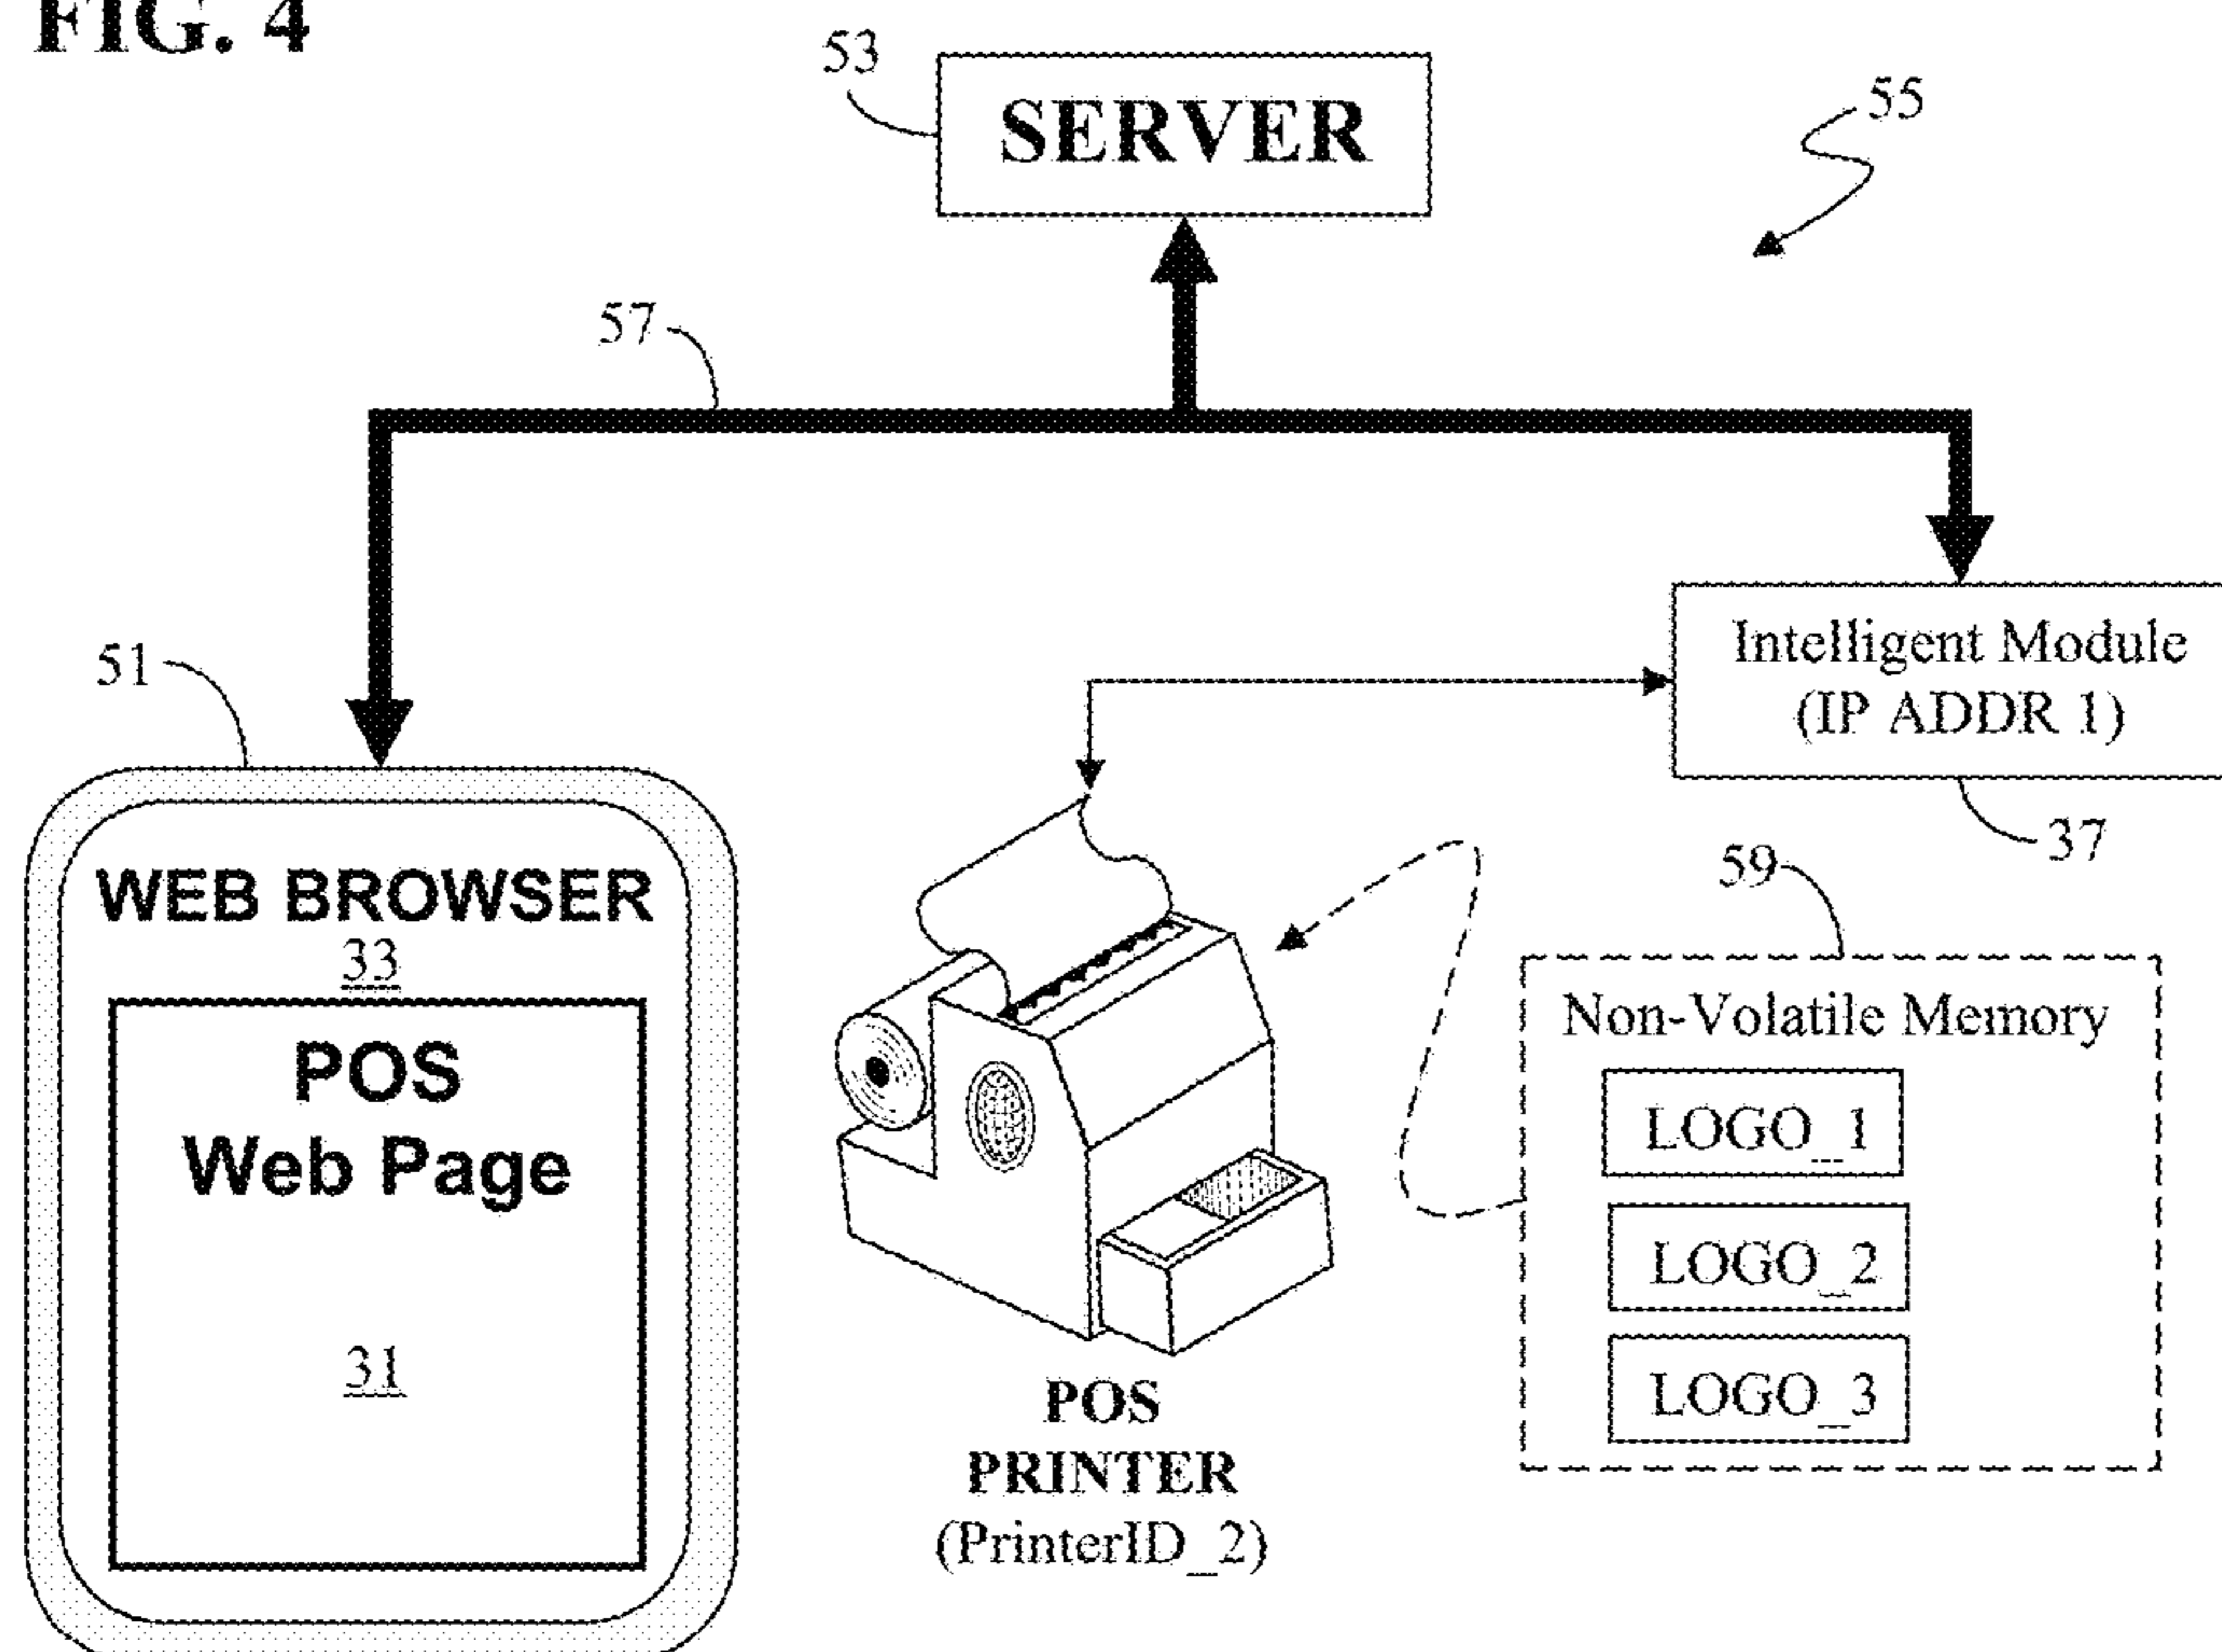 FIG. 4
53
SERVER
55
57
51
Intelligent Module
(IP ADDR 1)
37
59
WEB BROWSER
33
POS
Web Page
31
Non-Volatile Memory
LOGO_1
LOGO_2
LOGO_3
POS
PRINTER
(PrinterID_2)